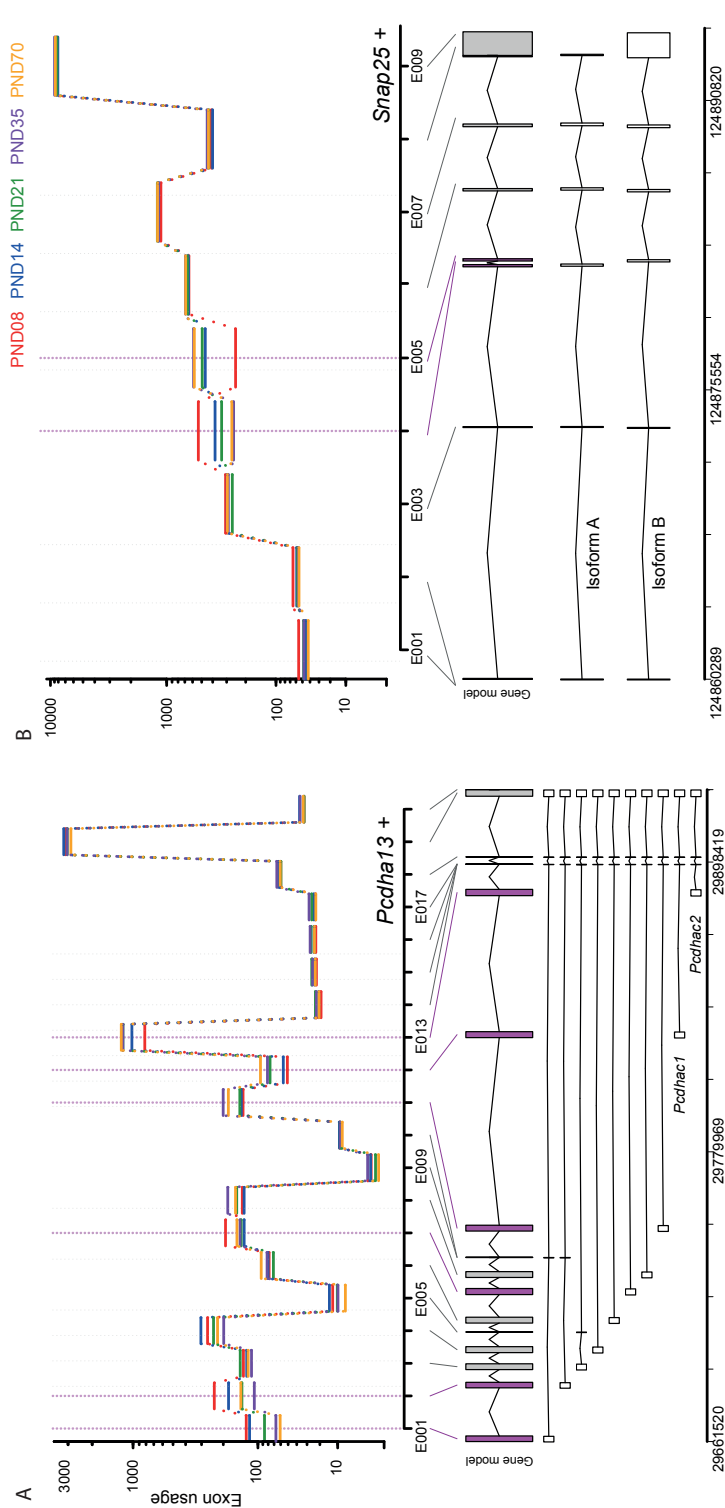 A
3000
1000
100
10
Exon usage
Pcdha13 +
E001
E005
E009
E013
E017
Gene model
Pcdhac1
Pcdhac2
29661520
29779969
29898419
B
PND08 PND14 PND21 PND35 PND70
10000
1000
100
10
Snap25 +
E001
E003
E005
E007
E009
Gene model
Isoform A
Isoform B
124860289
124875554
124890820